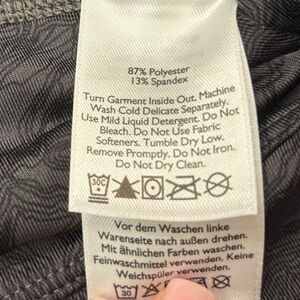 87% Polyester
13% Spandex
Turn Garment Inside Out. Machine
Wash Cold Delicate Separately.
Use Mild Liquid Detergent. Do Not
Bleach. Do Not Use Fabric
Softeners. Tumble Dry Low.
Remove Promptly. Do Not Iron.
Do Not Dry Clean.
30C
Vor dem Waschen linke
Warenseite nach außen drehen.
Mit ähnlichen Farben waschen.
Feinwaschmittel verwenden. Keine
Weichspüler verwenden.
30